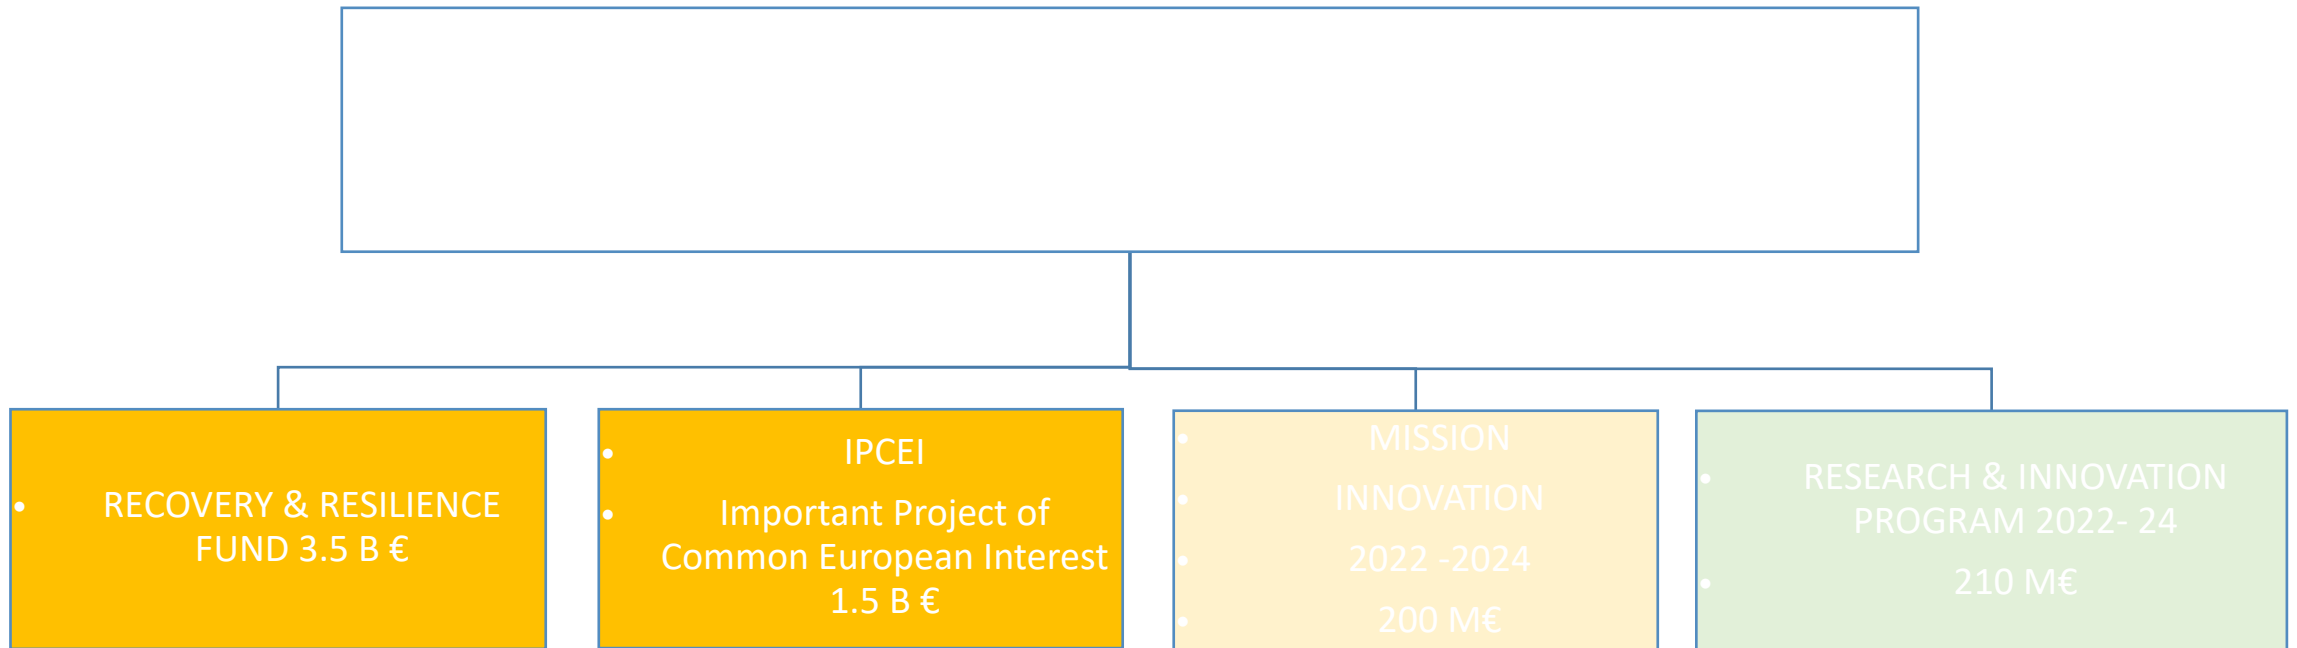 • RECOVERY & RESILIENCE
FUND 3.5 B €
• IPCEI
• Important Project of
Common European Interest
1.5 B €
• MISSION
• INNOVATION
• 2022 -2024
• 200 M€
• RESEARCH & INNOVATION
PROGRAM 2022- 24
• 210 M€